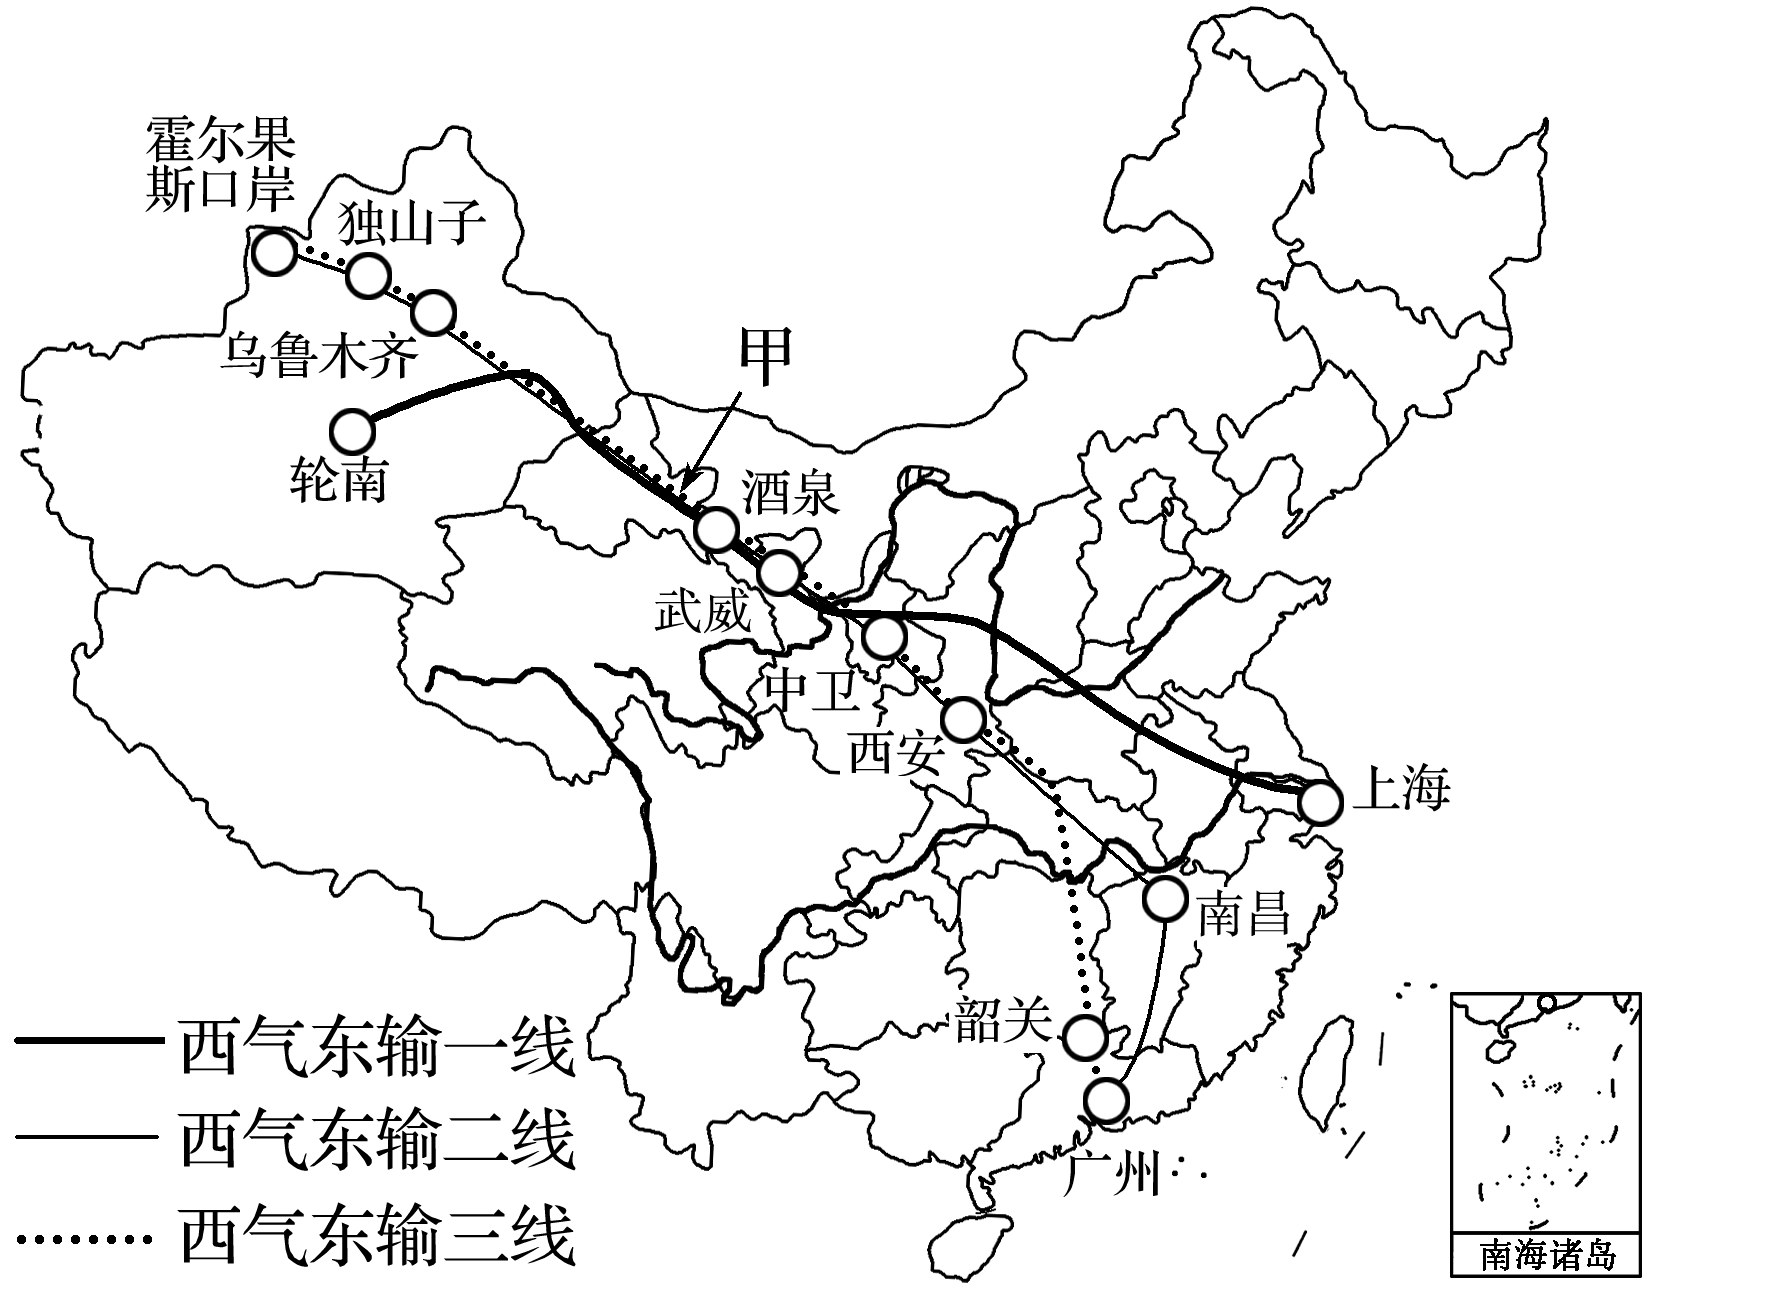 霍尔果
斯口岸
独山子
乌鲁木齐
甲
轮南
酒泉
武威
中卫
西安
上海
南昌
韶关
广州
西气东输一线
西气东输二线
西气东输三线
南海诸岛